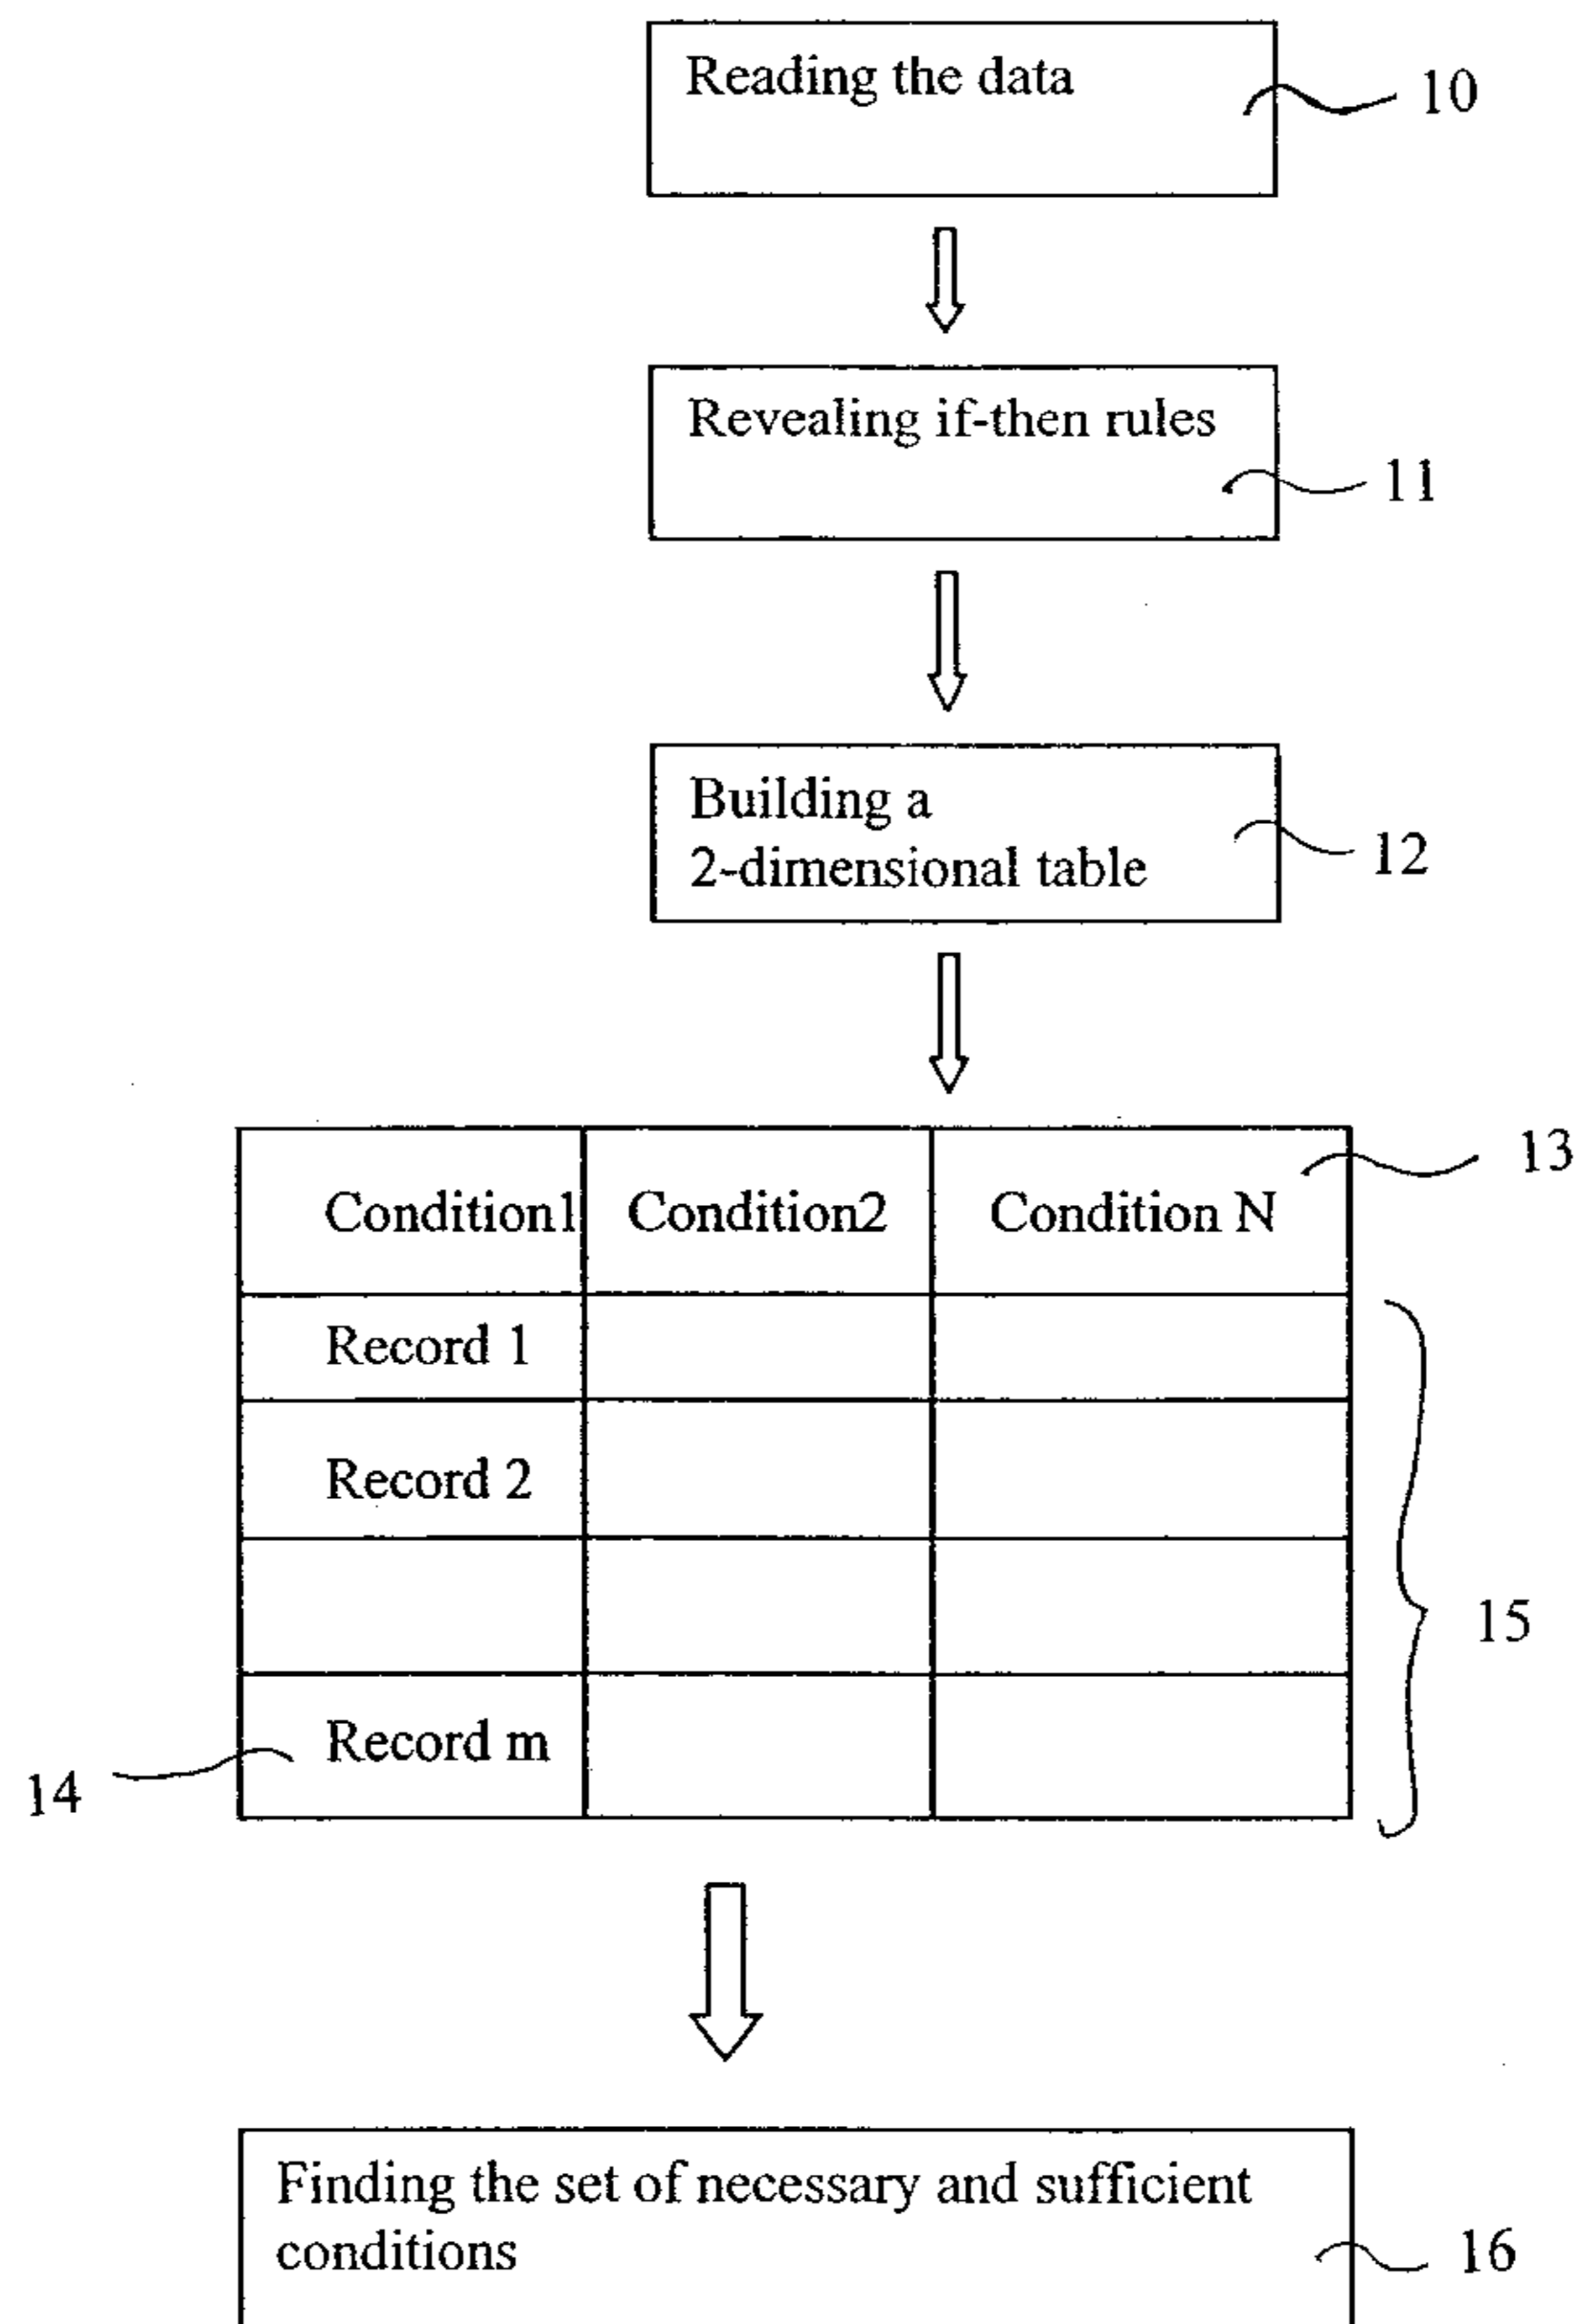 Reading the data
10
Revealing if-then rules
11
Building a
2-dimensional table
12
13
Condition1 Condition2 Condition N
Record 1
Record 2
15
Record m
14
Finding the set of necessary and sufficient
conditions
16